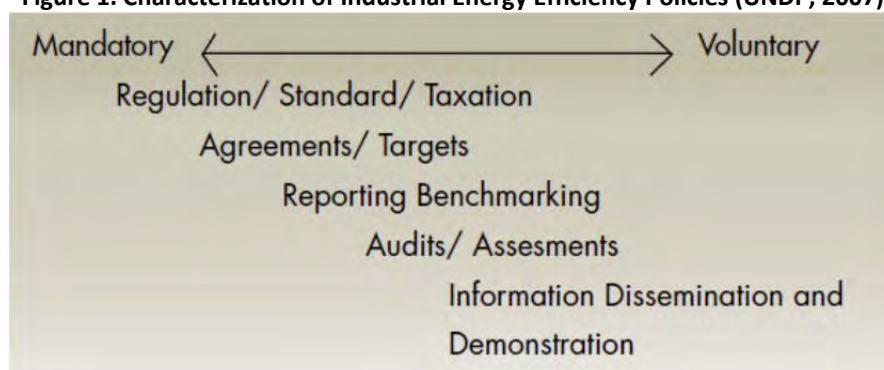 Figure 1. Characterization of Industrial Energy Efficiency Policies (UNDP, 2007)
Mandatory Voluntary
Regulation/ Standard/ Taxation
Agreements/ Targets
Reporting Benchmarking
Audits/ Assesments
Information Dissemination and
Demonstration